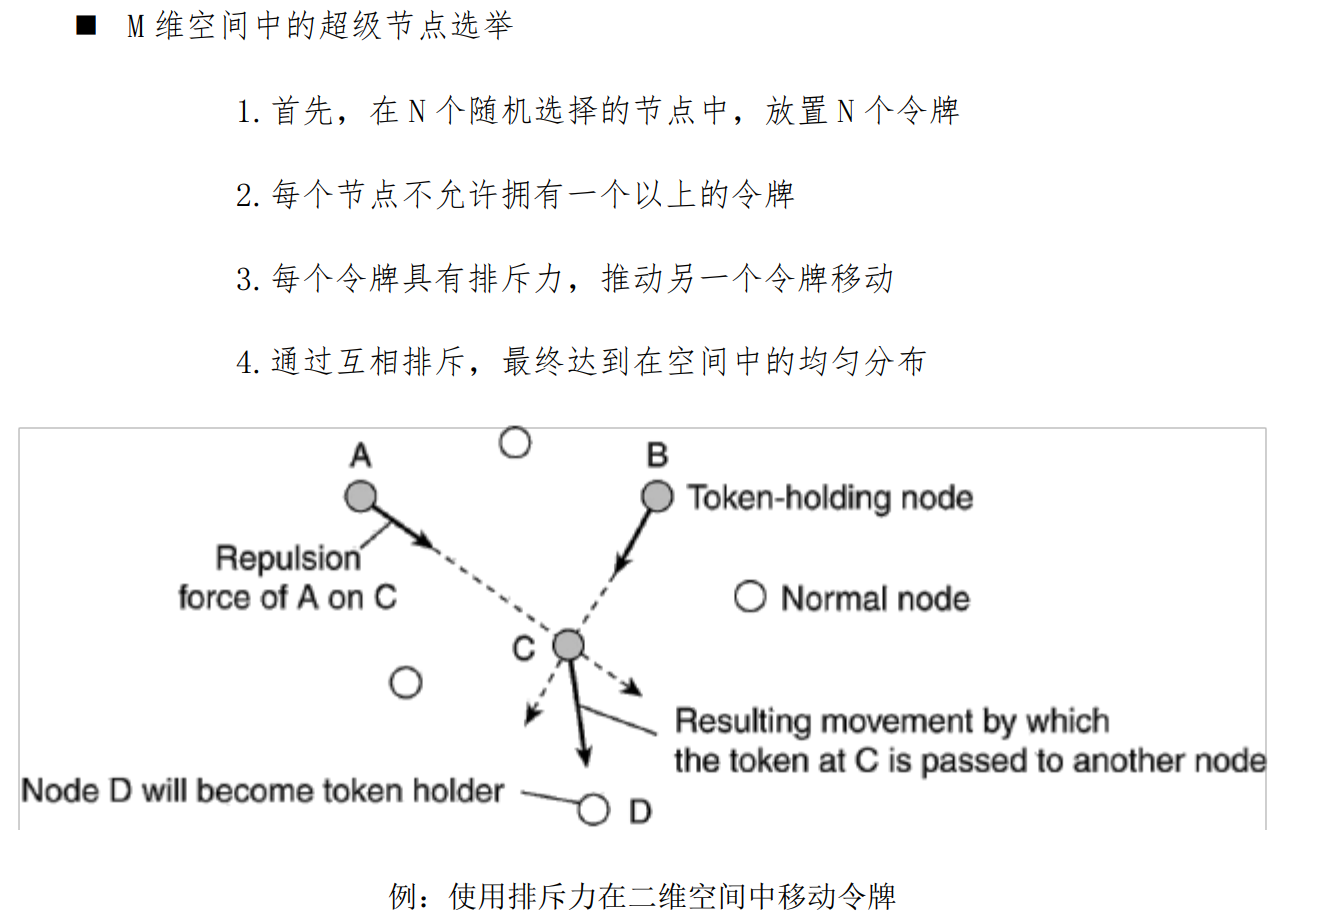 ■ M 维空间中的超级节点选举
1. 首先，在 N 个随机选择的节点中，放置 N 个令牌
2. 每个节点不允许拥有一个以上的令牌
3. 每个令牌具有排斥力，推动另一个令牌移动
4. 通过互相排斥，最终达到在空间中的均匀分布
A
B
Token-holding node
Repulsion
force of A on C
Normal node
C
Resulting movement by which
the token at C is passed to another node
Node D will become token holder
D
例：使用排斥力在二维空间中移动令牌